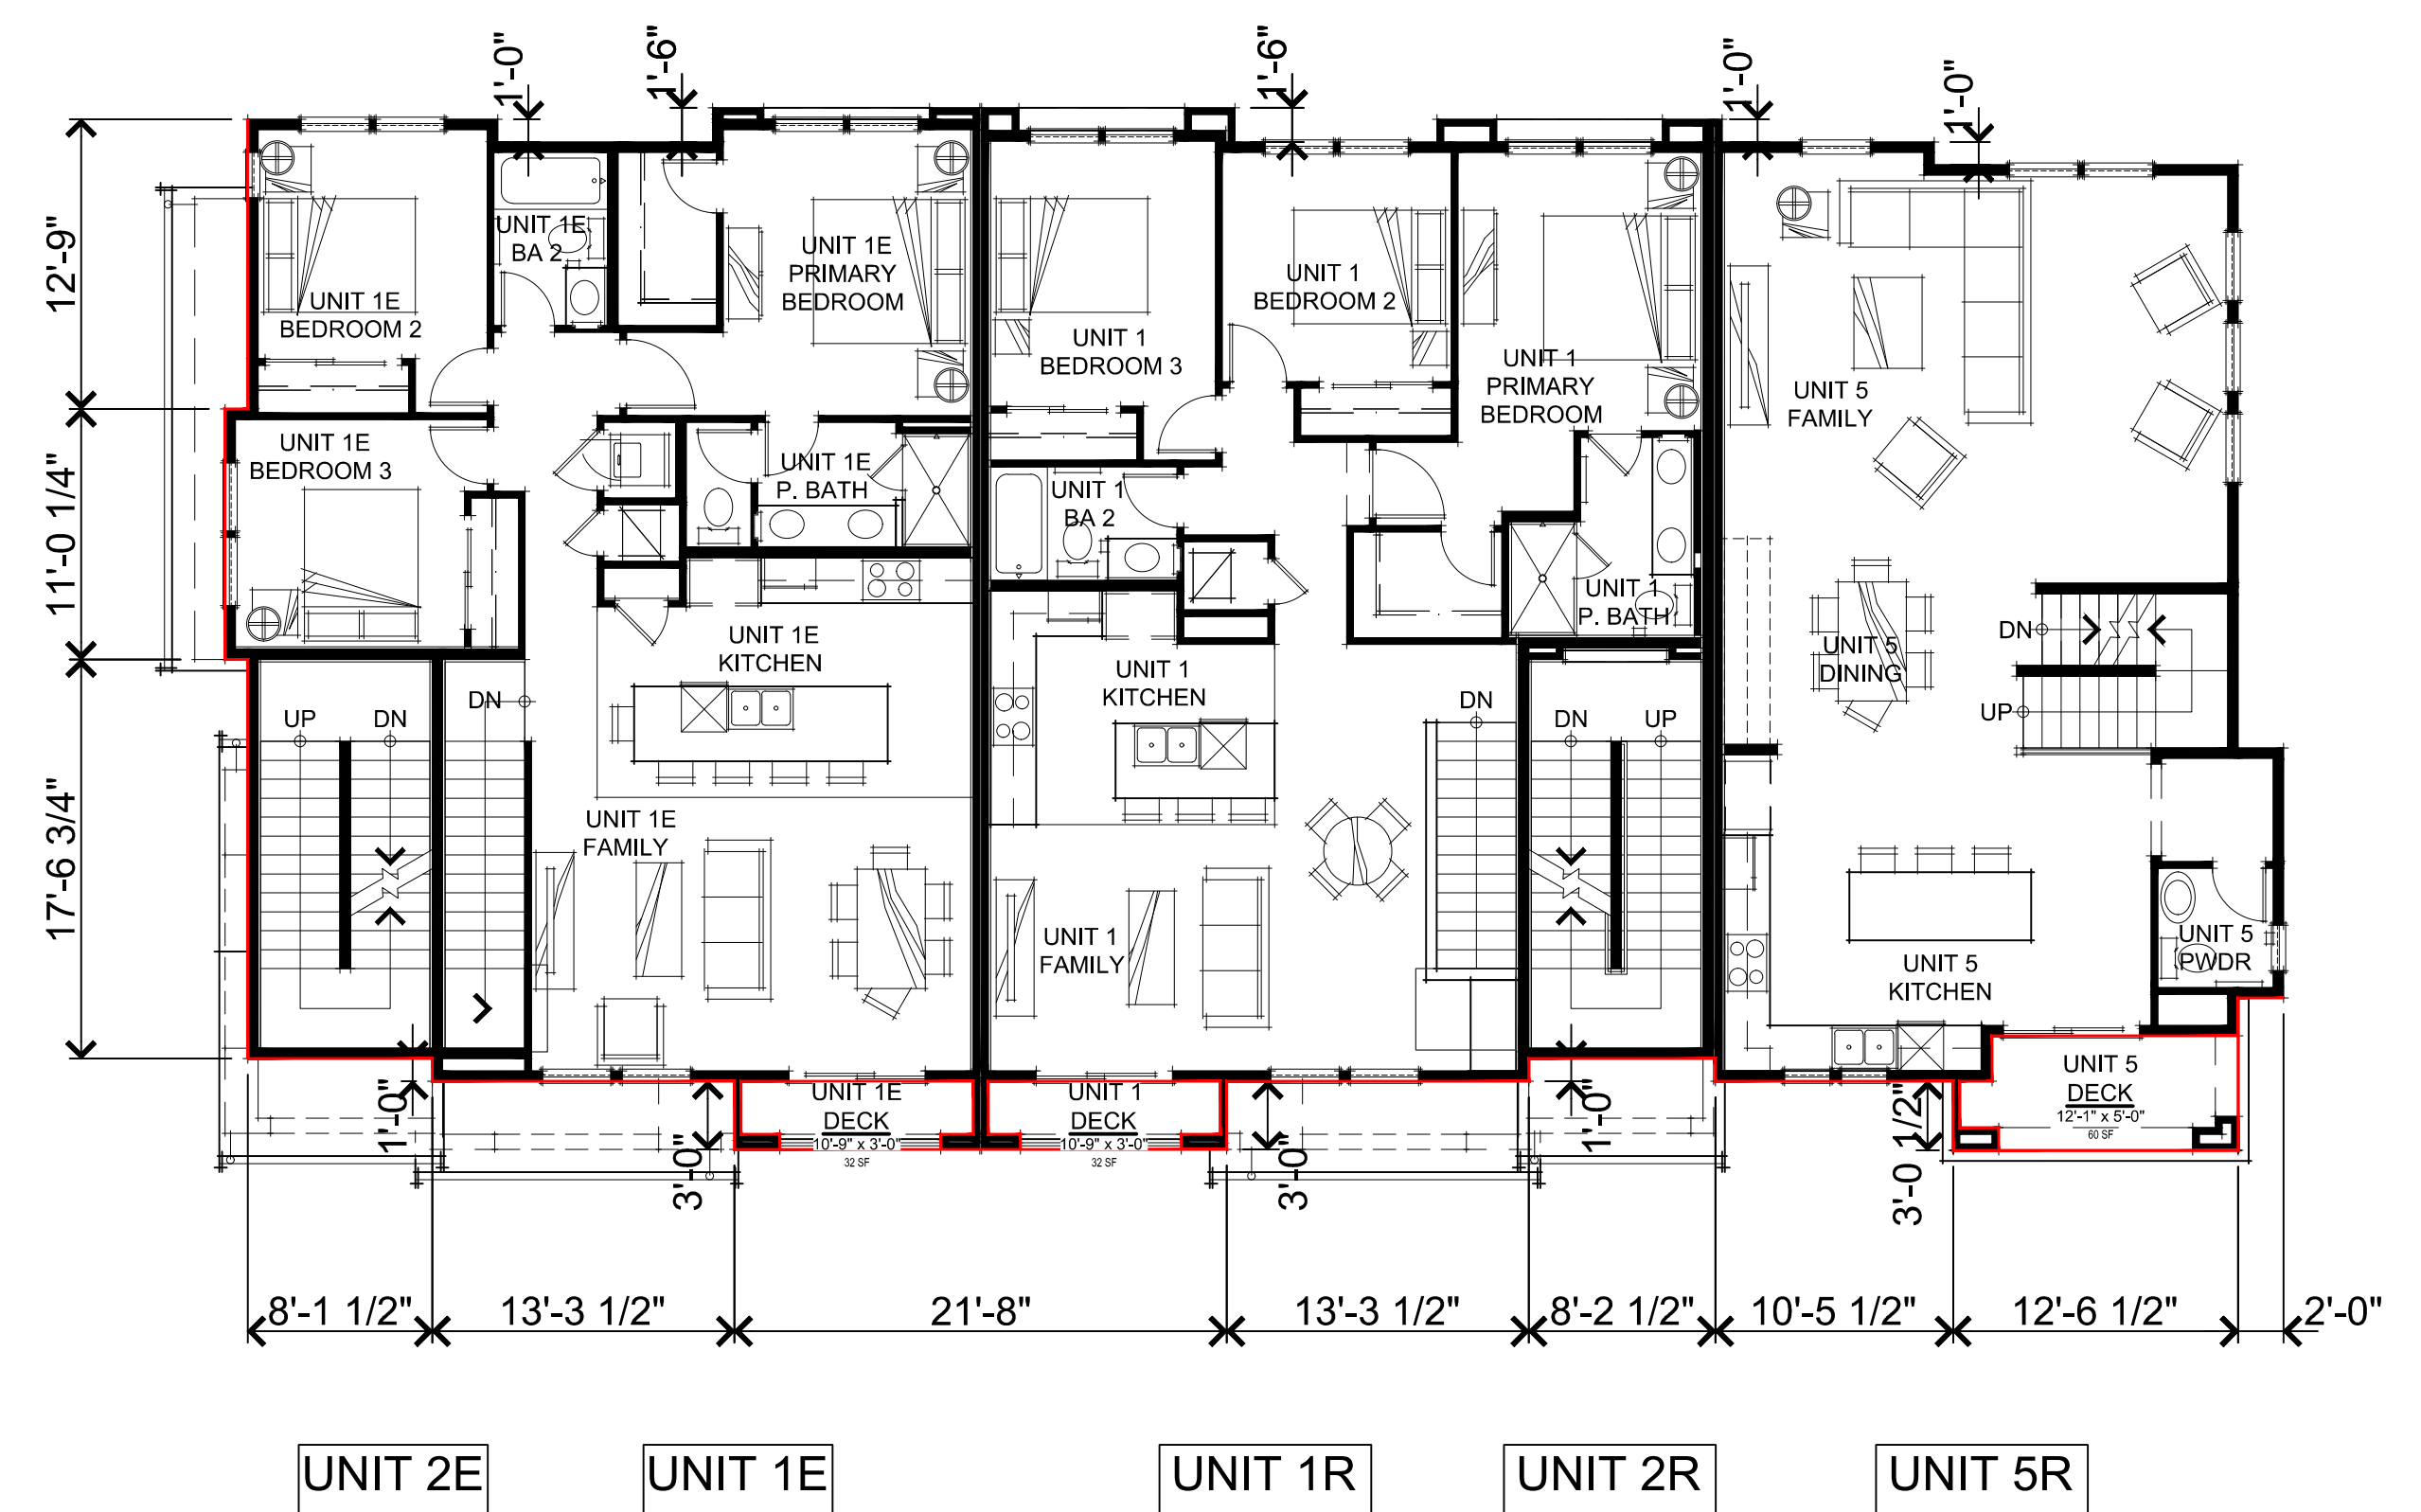 1'-0"
1'-6"
1'-6"
1'-0"
1'-0"
12'-9"
11'-0 1/4"
17'-6 3/4"
UNIT 1E
BA 2
UNIT 1E
PRIMARY
BEDROOM
UNIT 1E
BEDROOM 2
UNIT 1
BEDROOM 2
UNIT 1
BEDROOM 3
UNIT 1
PRIMARY
BEDROOM
UNIT 5
FAMILY
UNIT 1E
BEDROOM 3
UNIT 1E
P. BATH
UNIT 1
BA 2
UNIT 1
P. BATH
UNIT 1E
KITCHEN
UNIT 1
KITCHEN
DN
UNIT 5
DINING
UP
UP
DN
DN
DN
DN
UP
UNIT 1E
FAMILY
UNIT 1
FAMILY
UNIT 5
PWDR
UNIT 5
KITCHEN
UNIT 1E
DECK
10'-9" x 3'-0"
32 SF
UNIT 1
DECK
10'-9" x 3'-0"
32 SF
UNIT 5
DECK
12'-1" x 5'-0"
60 SF
1'-0"
3'-0"
3'-0"
1'-0"
3'-0 1/2"
8'-1 1/2"
13'-3 1/2"
21'-8"
13'-3 1/2"
8'-2 1/2"
10'-5 1/2"
12'-6 1/2"
2'-0"
UNIT 2E
UNIT 1E
UNIT 1R
UNIT 2R
UNIT 5R